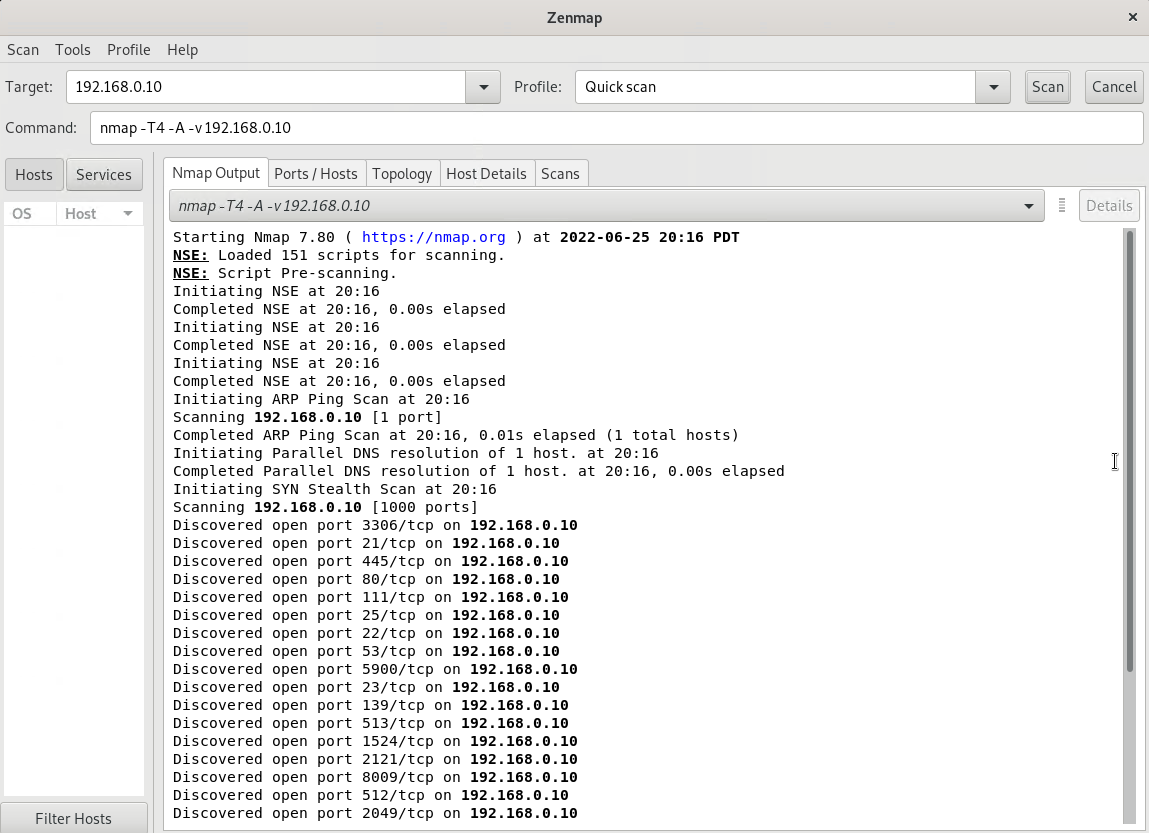 Zenmap
Scan Tools Profile Help
Target: 192.168.0.10 Profile: Quick scan Scan Cancel
Command: nmap -T4 -A -v 192.168.0.10
Hosts Services
OS Host
Filter Hosts
Nmap Output Ports / Hosts Topology Host Details Scans
nmap -T4 -A -v 192.168.0.10 Details
Starting Nmap 7.80 ( https://nmap.org ) at 2022-06-25 20:16 PDT
NSE: Loaded 151 scripts for scanning.
NSE: Script Pre-scanning.
Initiating NSE at 20:16
Completed NSE at 20:16, 0.00s elapsed
Initiating NSE at 20:16
Completed NSE at 20:16, 0.00s elapsed
Initiating NSE at 20:16
Completed NSE at 20:16, 0.00s elapsed
Initiating ARP Ping Scan at 20:16
Scanning 192.168.0.10 [1 port]
Completed ARP Ping Scan at 20:16, 0.01s elapsed (1 total hosts)
Initiating Parallel DNS resolution of 1 host. at 20:16
Completed Parallel DNS resolution of 1 host. at 20:16, 0.00s elapsed
Initiating SYN Stealth Scan at 20:16
Scanning 192.168.0.10 [1000 ports]
Discovered open port 3306/tcp on 192.168.0.10
Discovered open port 21/tcp on 192.168.0.10
Discovered open port 445/tcp on 192.168.0.10
Discovered open port 80/tcp on 192.168.0.10
Discovered open port 111/tcp on 192.168.0.10
Discovered open port 25/tcp on 192.168.0.10
Discovered open port 22/tcp on 192.168.0.10
Discovered open port 53/tcp on 192.168.0.10
Discovered open port 5900/tcp on 192.168.0.10
Discovered open port 23/tcp on 192.168.0.10
Discovered open port 139/tcp on 192.168.0.10
Discovered open port 513/tcp on 192.168.0.10
Discovered open port 1524/tcp on 192.168.0.10
Discovered open port 2121/tcp on 192.168.0.10
Discovered open port 8009/tcp on 192.168.0.10
Discovered open port 512/tcp on 192.168.0.10
Discovered open port 2049/tcp on 192.168.0.10